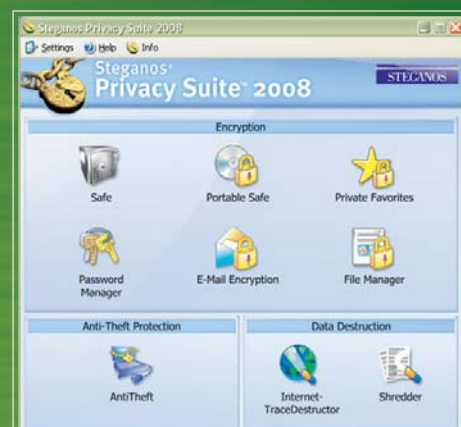 Steganos Privacy Suite 2008
Settings Help Info
Steganos®
Privacy Suite™ 2008
STEGANOS
Encryption
Safe Portable Safe Private Favorites
Password
Manager
E-Mail Encryption File Manager
Anti-Theft Protection Data Destruction
AntiTheft
Internet-
TraceDestructor
Shredder